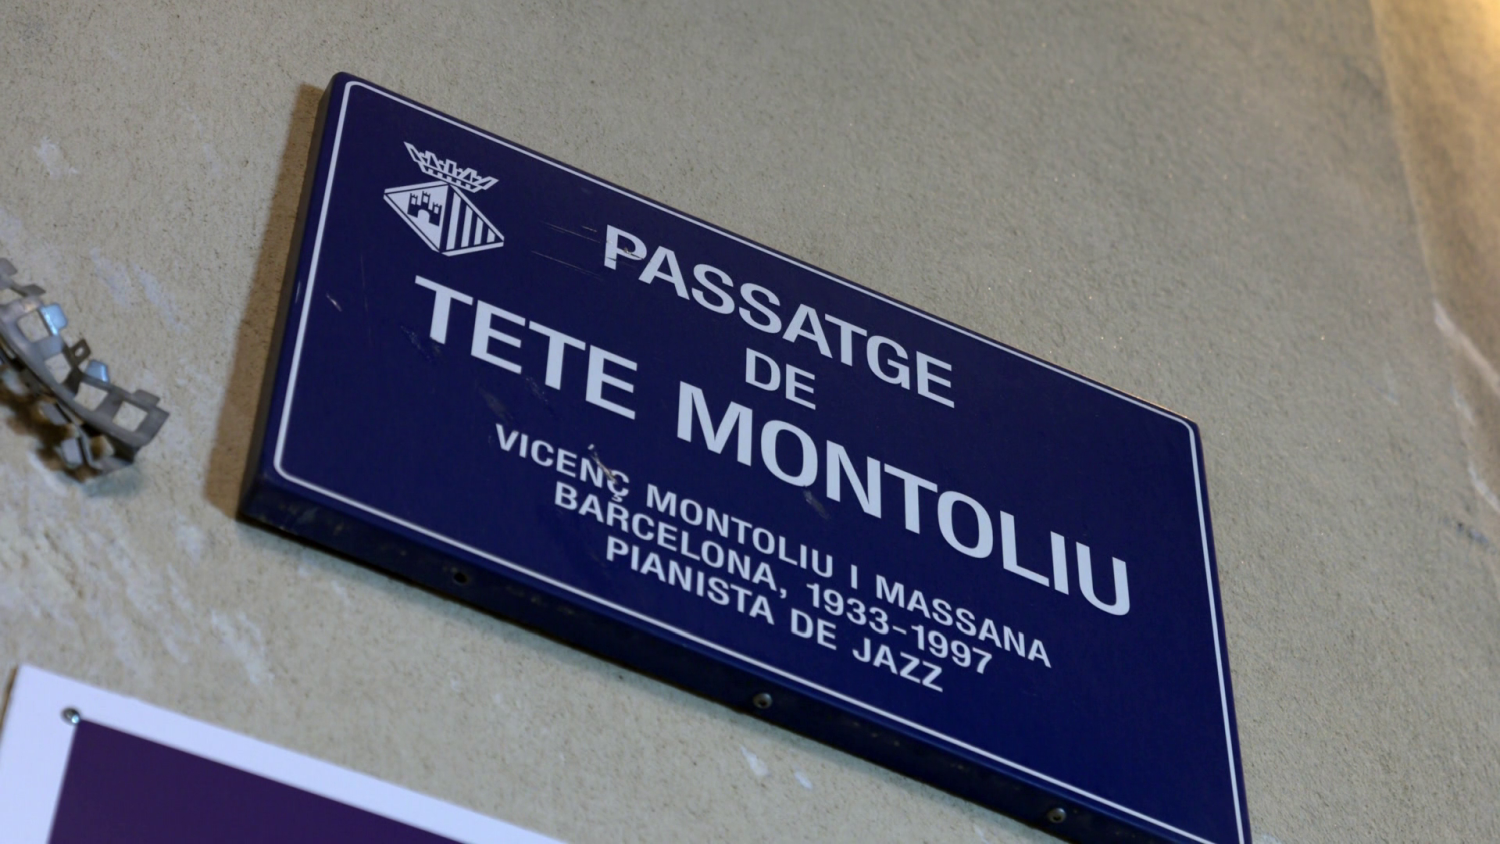 PASSATGE
DE
TETE MONTOLIU
VICENÇ MONTOLIU I MASSANA
BARCELONA, 1933-1997
PIANISTA DE JAZZ